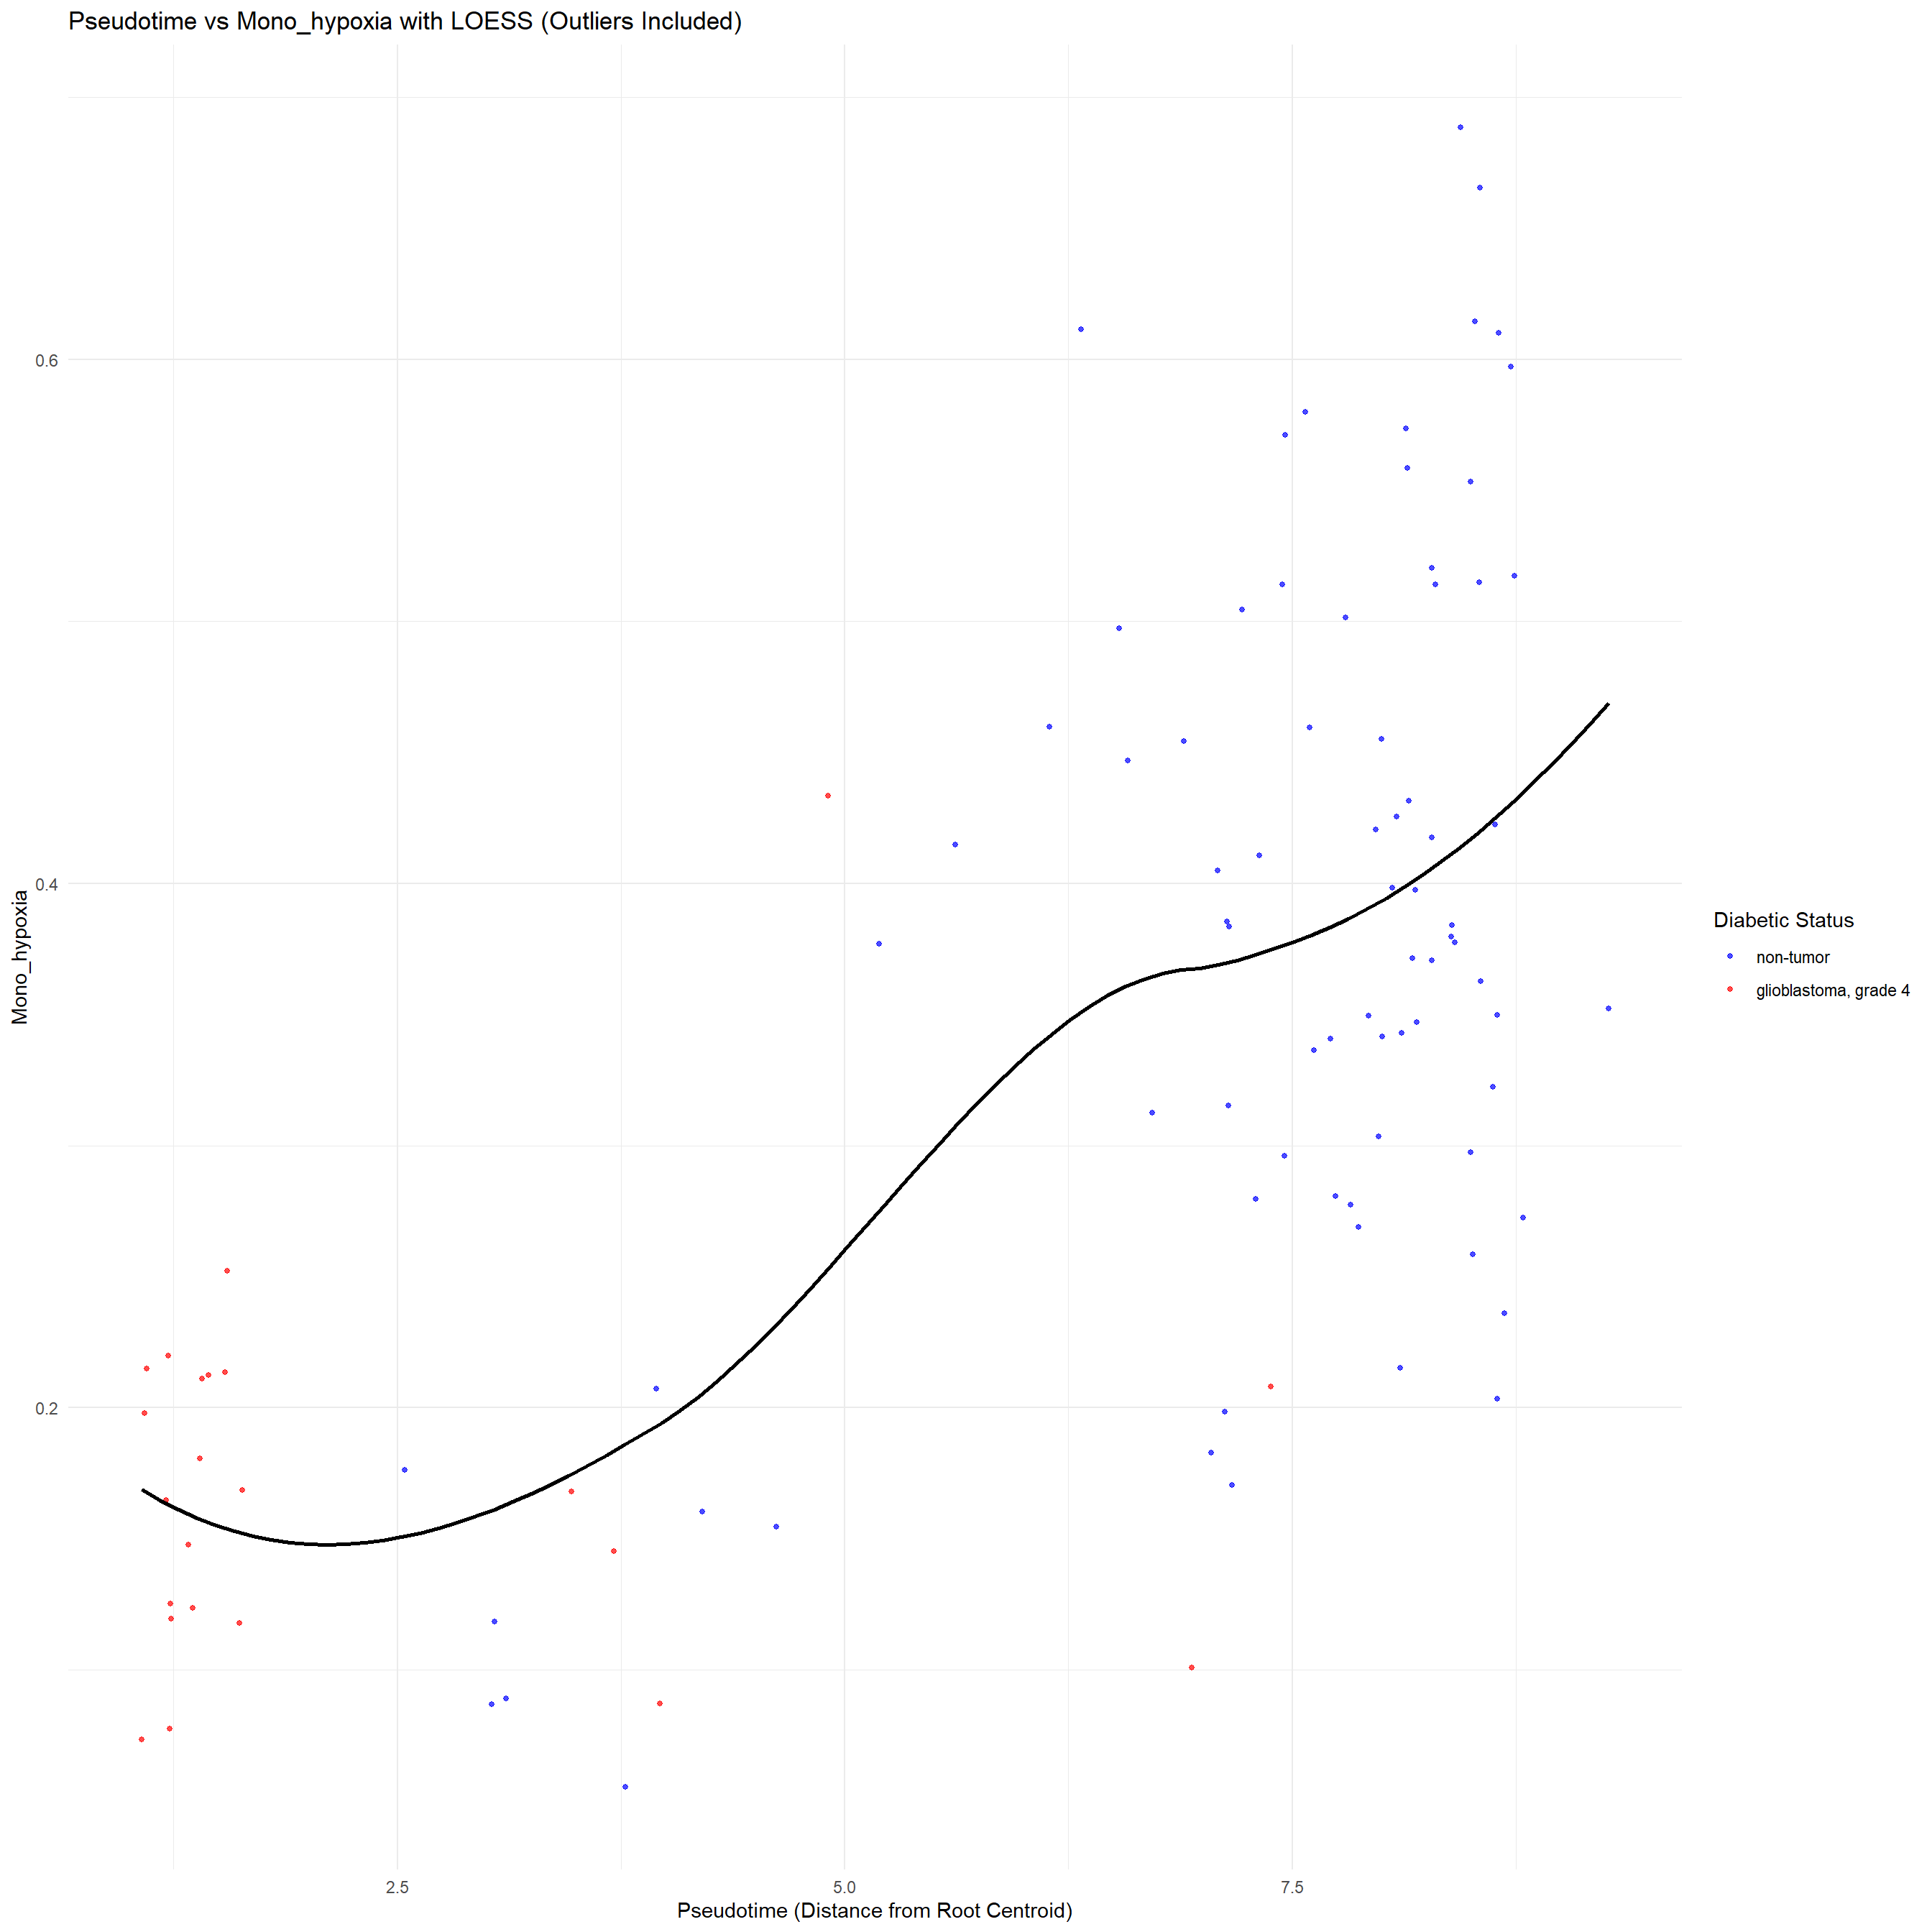 Pseudotime vs Mono_hypoxia with LOESS (Outliers Included)
Mono_hypoxia
0.6
0.4
0.2
2.5
5.0
7.5
Pseudotime (Distance from Root Centroid)
Diabetic Status
non-tumor
glioblastoma, grade 4